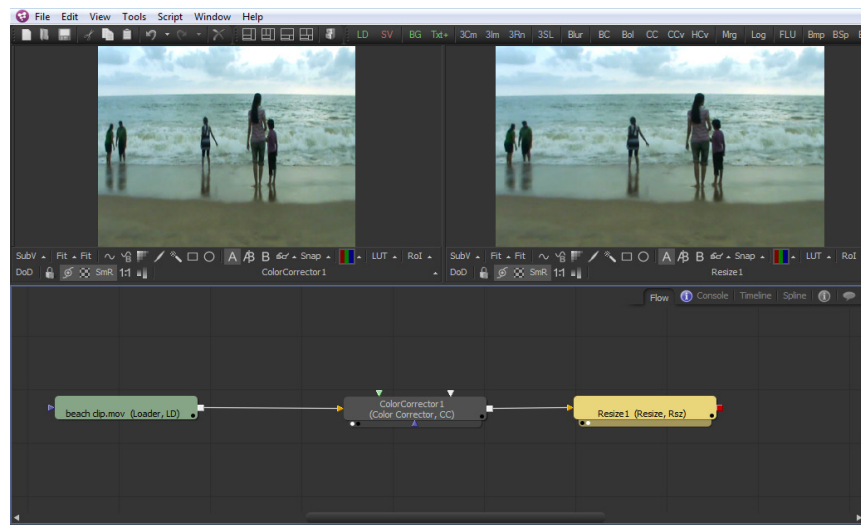 File Edit View Tools Script Window Help
LD SV BG Txt+ 3Cm 3Im 3Rn 3SL Blur BC Bol CC CCv HCv Mrg Log FLU Bmp BSp
SubV Fit Fit A B Snap LUT RoI SubV Fit Fit A B Snap LUT RoI
DoD SmR 1:1 ColorCorrector1 DoD SmR 1:1 Resize1
Flow Console Timeline Spline
beach clip.mov (Loader, LD)
ColorCorrector1
(Color Corrector, CC)
Resize1 (Resize, Rsz)